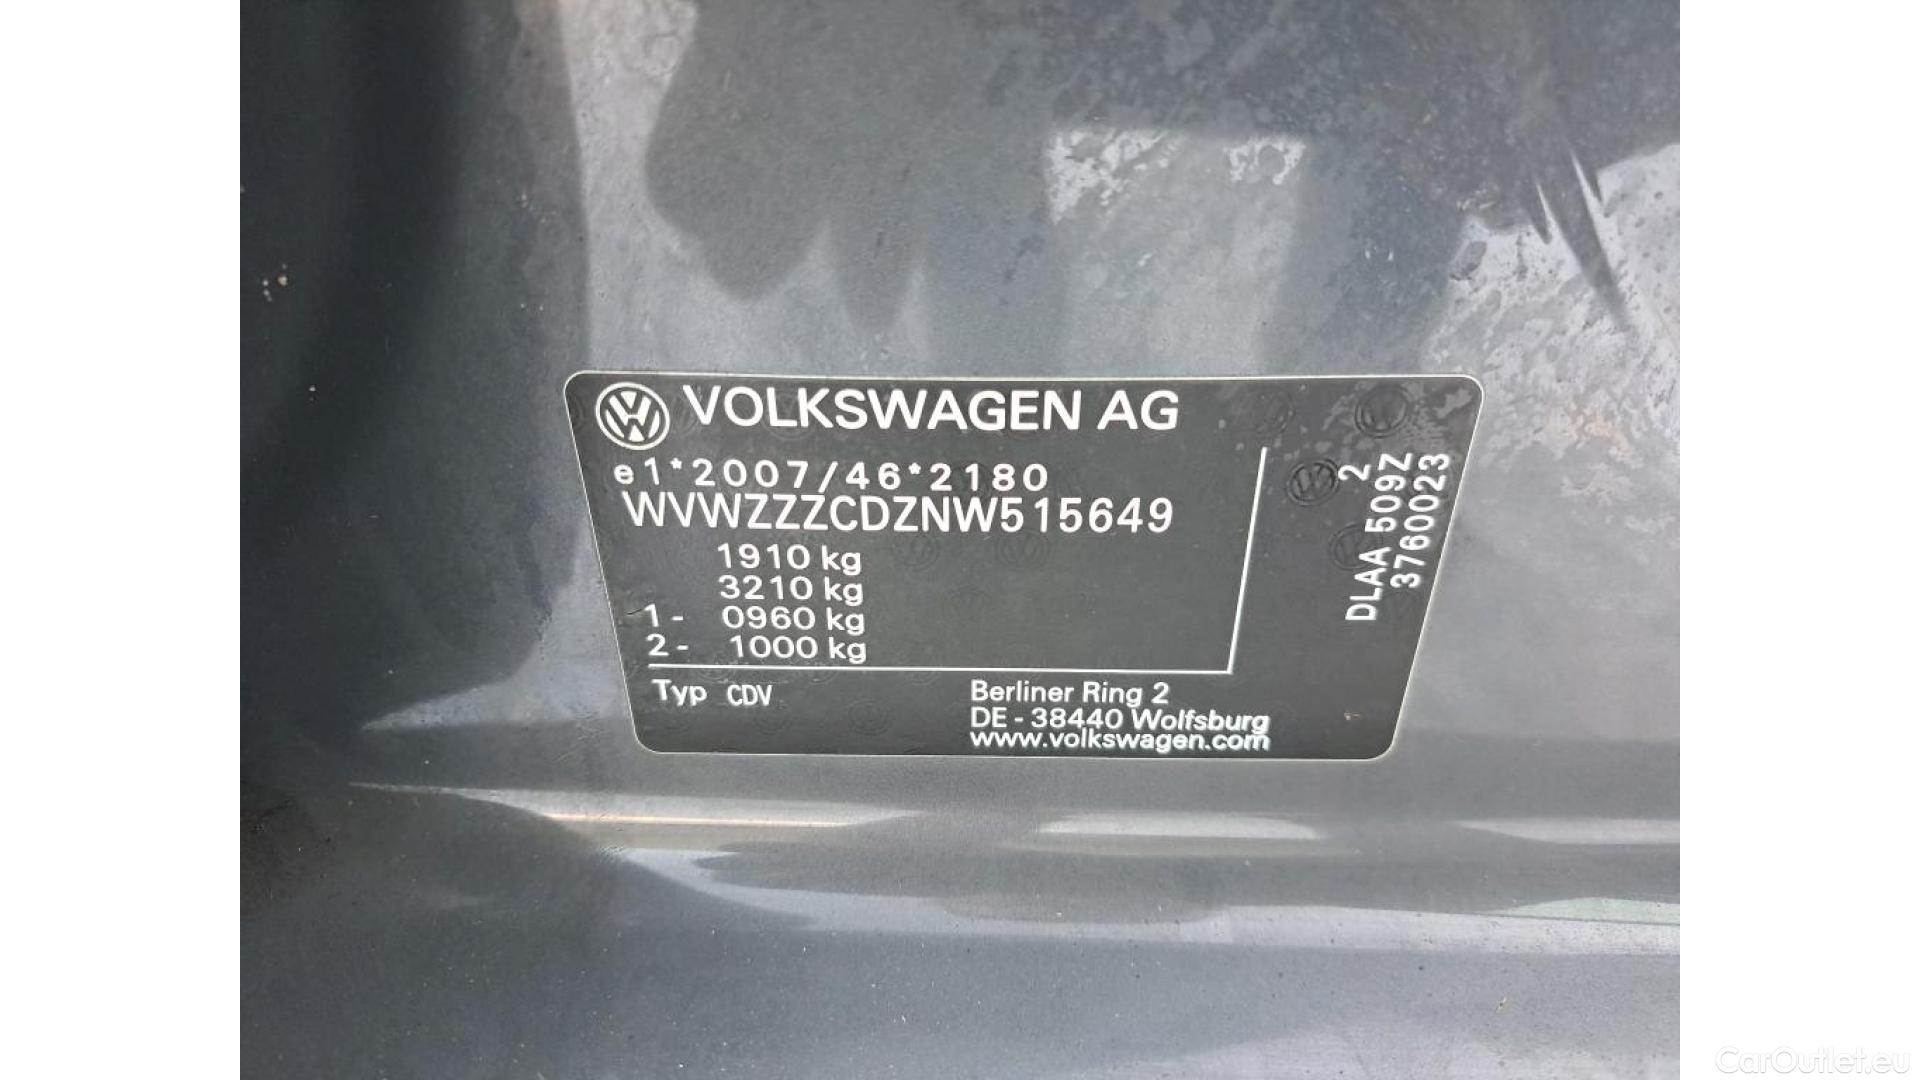 VOLKSWAGEN AG
e1*2007/46*2180
WVWZZZCDZNW515649
1910 kg
3210 kg
1- 0960 kg
2- 1000 kg
Typ CDV
Berliner Ring 2
DE - 38440 Wolfsburg
www.volkswagen.com
2
DLAA 509Z
3760023
CarOutlet.eu